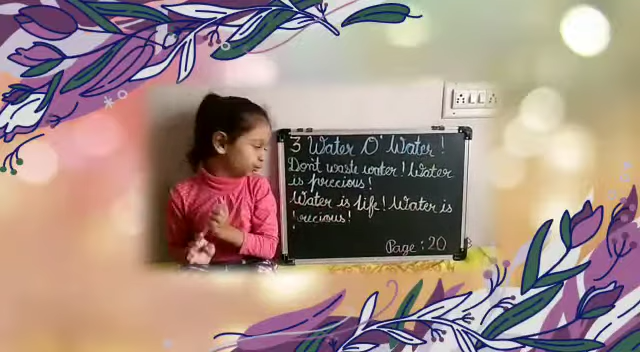 3 Water O' Water!
Don't waste water! Water
is precious!
Water is life! Water is
precious!
Page : 20